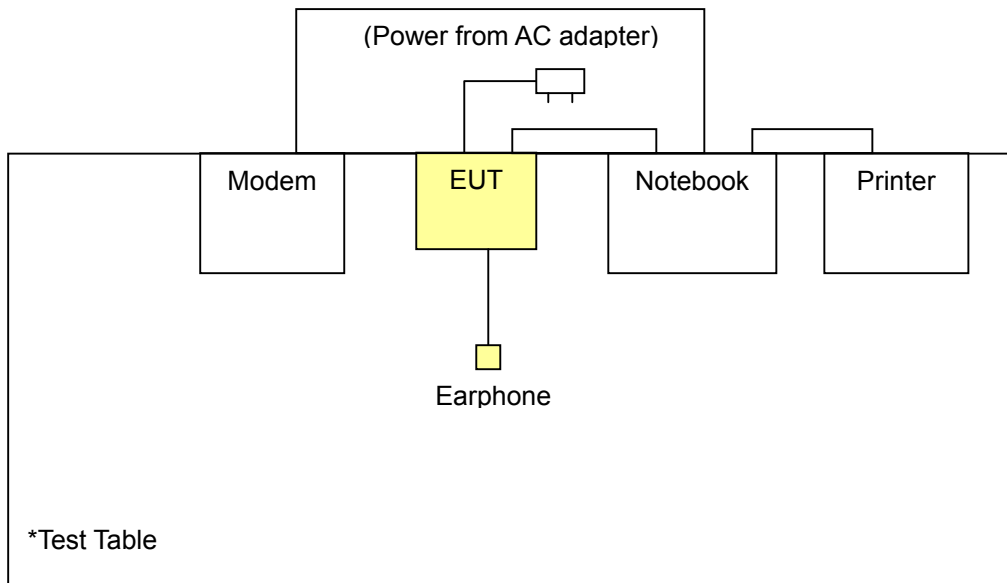 (Power from AC adapter)
Modem
EUT
Notebook
Printer
Earphone
*Test Table